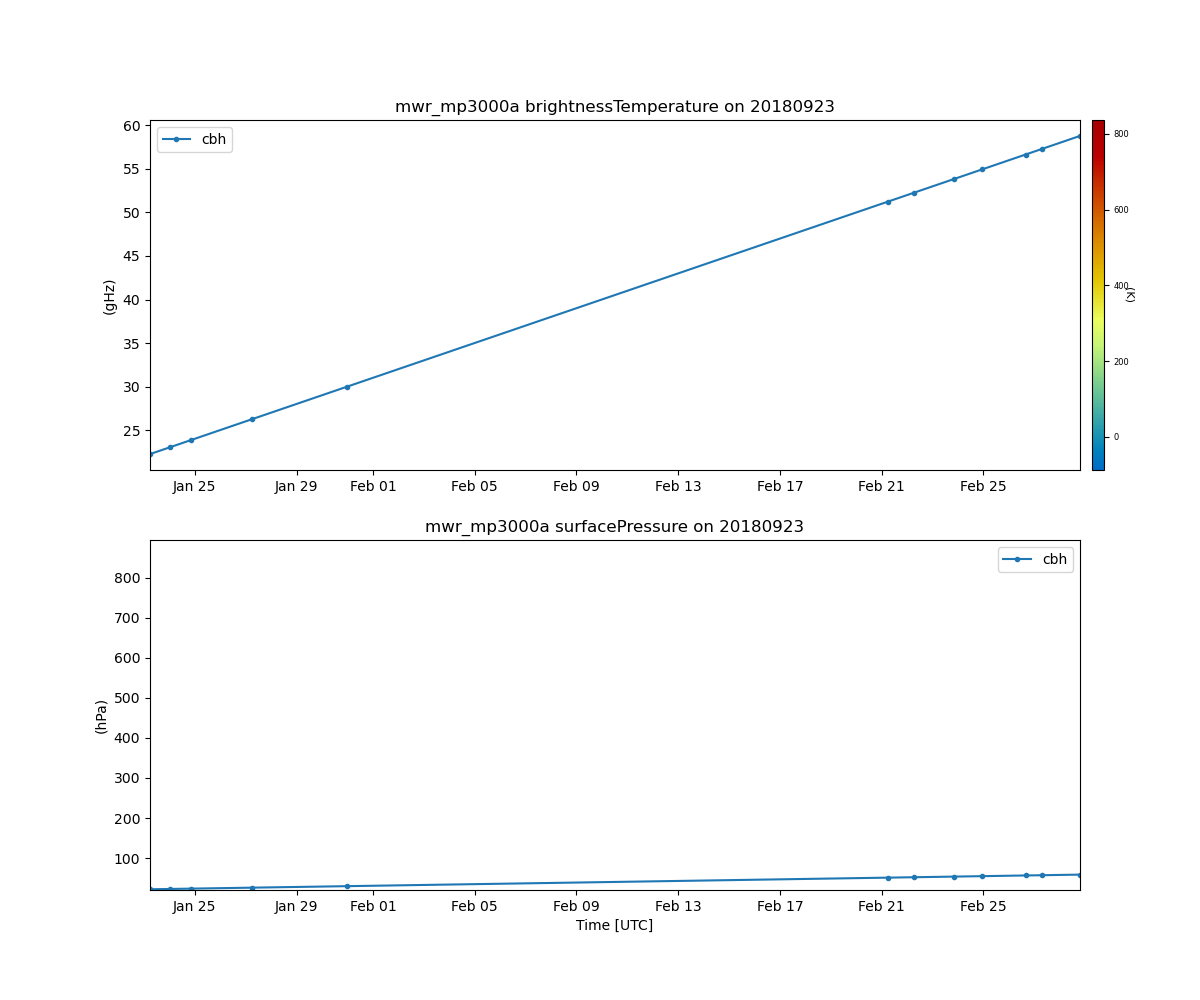 mwr_mp3000a brightnessTemperature on 20180923
cbh
60
55
50
45
40
35
30
25
(gHz)
Jan 25 Jan 29 Feb 01 Feb 05 Feb 09 Feb 13 Feb 17 Feb 21 Feb 25
800
600
400
200
0
(K)
mwr_mp3000a surfacePressure on 20180923
cbh
800
700
600
500
400
300
200
100
(hPa)
Jan 25 Jan 29 Feb 01 Feb 05 Feb 09 Feb 13 Feb 17 Feb 21 Feb 25
Time [UTC]